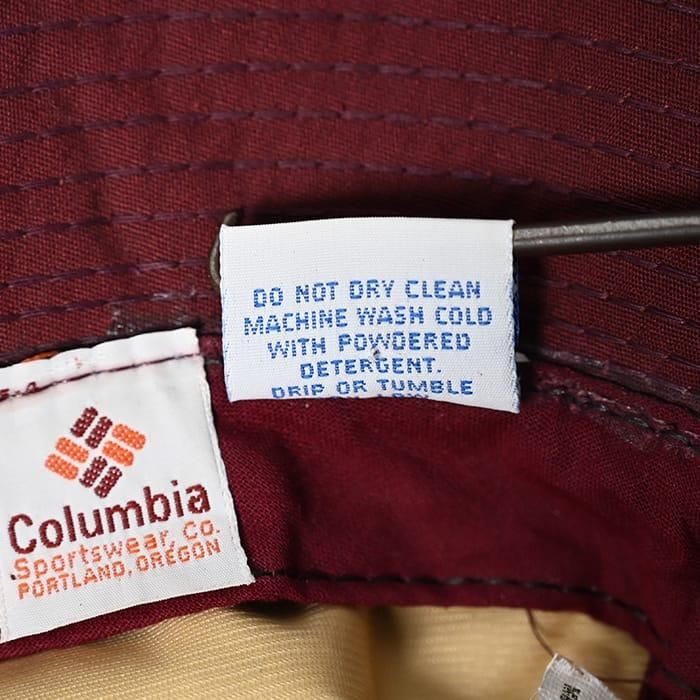 DO NOT DRY CLEAN
MACHINE WASH COLD
WITH POWDERED
DETERGENT.
DRIP OR TUMBLE
Columbia
Sportswear, Co.
PORTLAND, OREGON